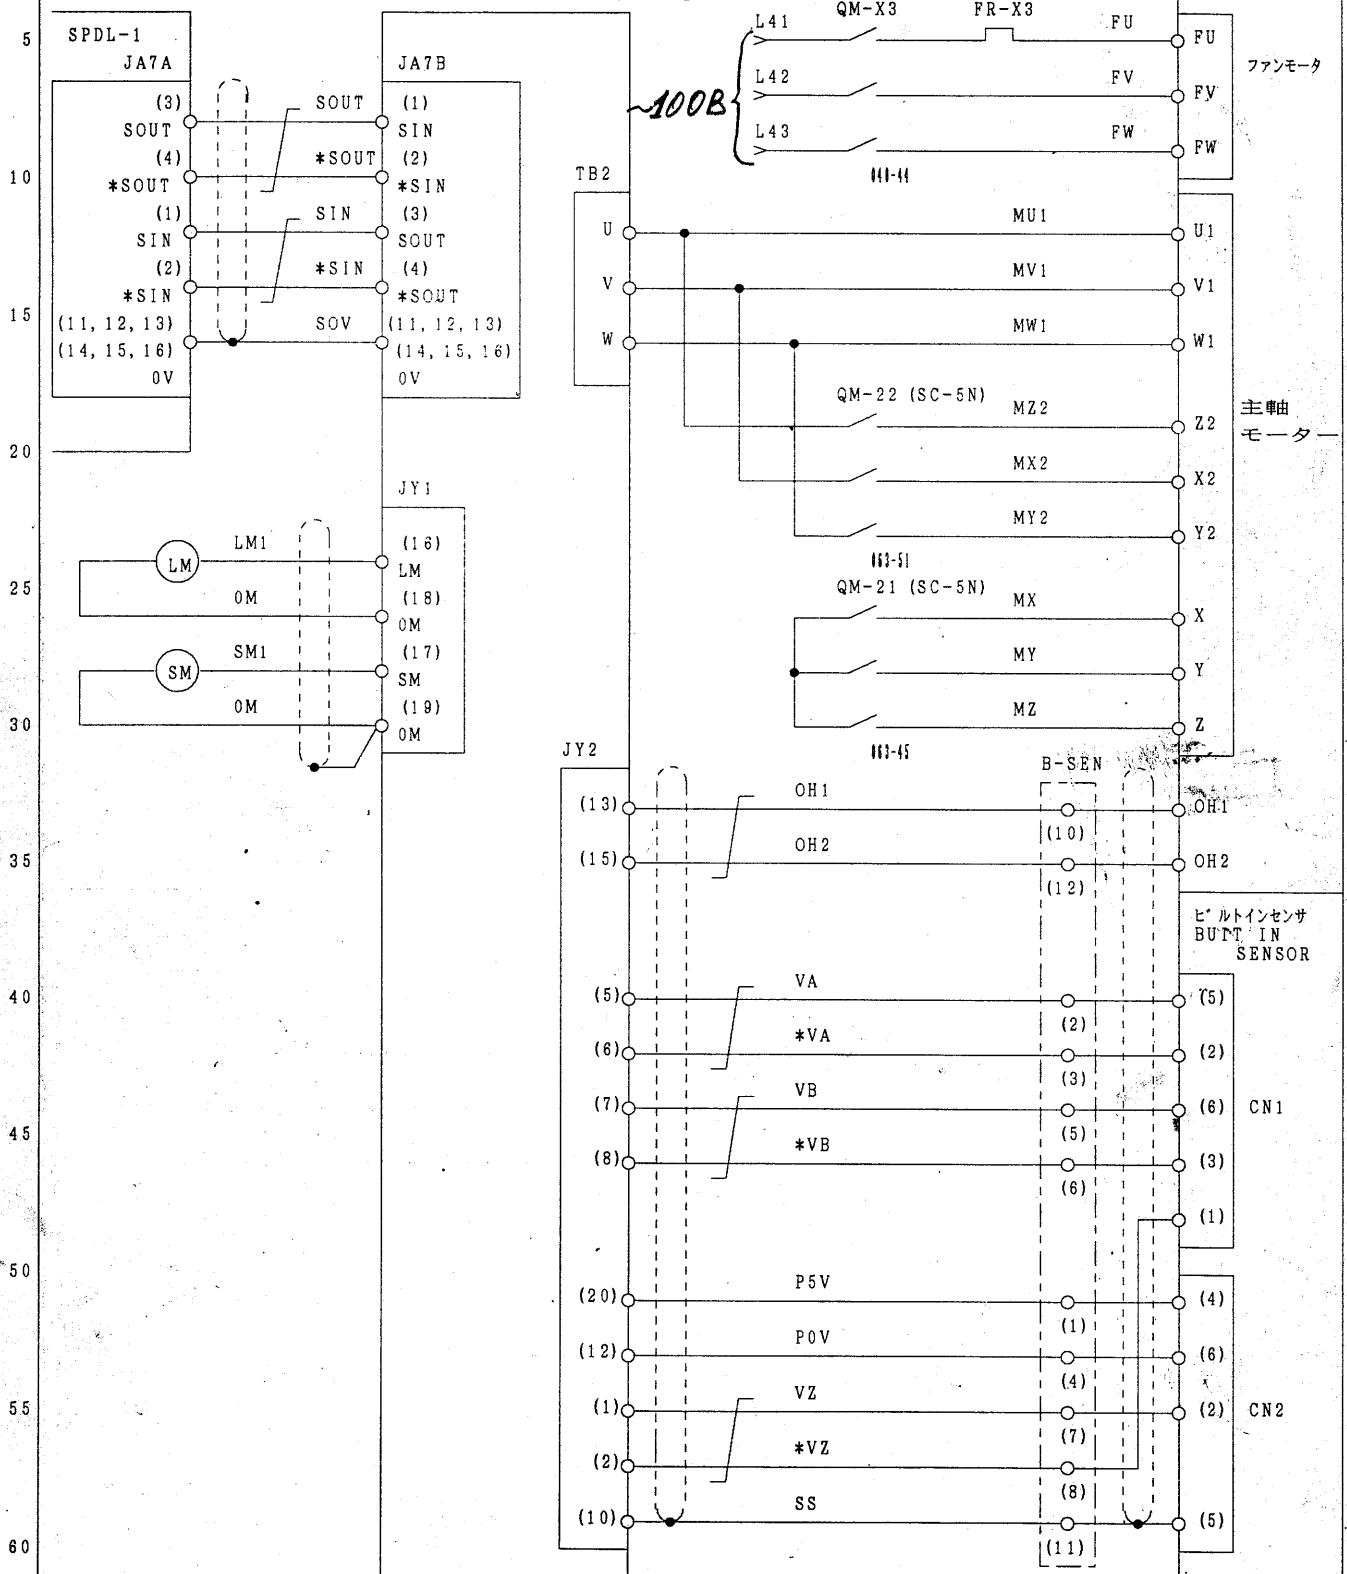 5
SPDL-1
JA7A
(3)
SOUT
(4)
*SOUT
(1)
SIN
(2)
*SIN
(11, 12, 13)
(14, 15, 16)
0V
SOUT
*SOUT
SIN
*SIN
SOV
JA7B
(1)
SIN
(2)
*SIN
(3)
SOUT
(4)
*SOUT
(11, 12, 13)
(14, 15, 16)
0V
10
15
20
L41
QM-X3
FR-X3
FU
FU
ファンモータ
~100B
L42
FV
FV
L43
FW
FW
040-44
TB2
U
MU1
U1
V
MV1
V1
W
MW1
W1
QM-22 (SC-5N)
MZ2
Z2
主軸
モーター
MX2
X2
MY2
Y2
063-51
QM-21 (SC-5N)
MX
X
MY
Y
MZ
Z
063-45
JY1
LM
LM1
(16)
LM
25
0M
(18)
0M
SM
SM1
(17)
SM
0M
(19)
0M
30
JY2
B-SEN
(13)
OH1
(10)
OH1
35
(15)
OH2
(12)
OH2
ビルトインセンサ
BUIT IN
SENSOR
40
(5)
VA
(2)
(5)
(6)
*VA
(3)
(2)
(7)
VB
(5)
(6)
CN1
45
(8)
*VB
(6)
(3)
(1)
50
(20)
P5V
(1)
(4)
(12)
P0V
(4)
(6)
55
(1)
VZ
(7)
(2)
CN2
(2)
*VZ
(8)
(10)
SS
(11)
(5)
60